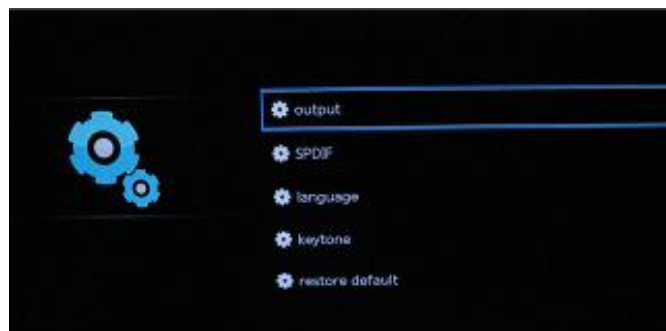 output
SPDIF
language
keytone
restore default